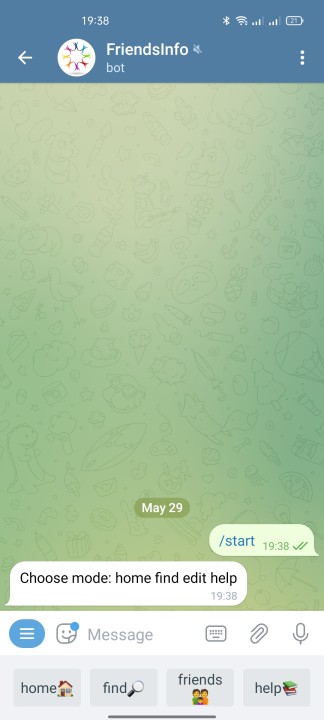 19:38
21
FriendsInfo
bot
May 29
/start 19:38
Choose mode: home find edit help
19:38
Message
home🏠 find🔎 friends👫 help📚